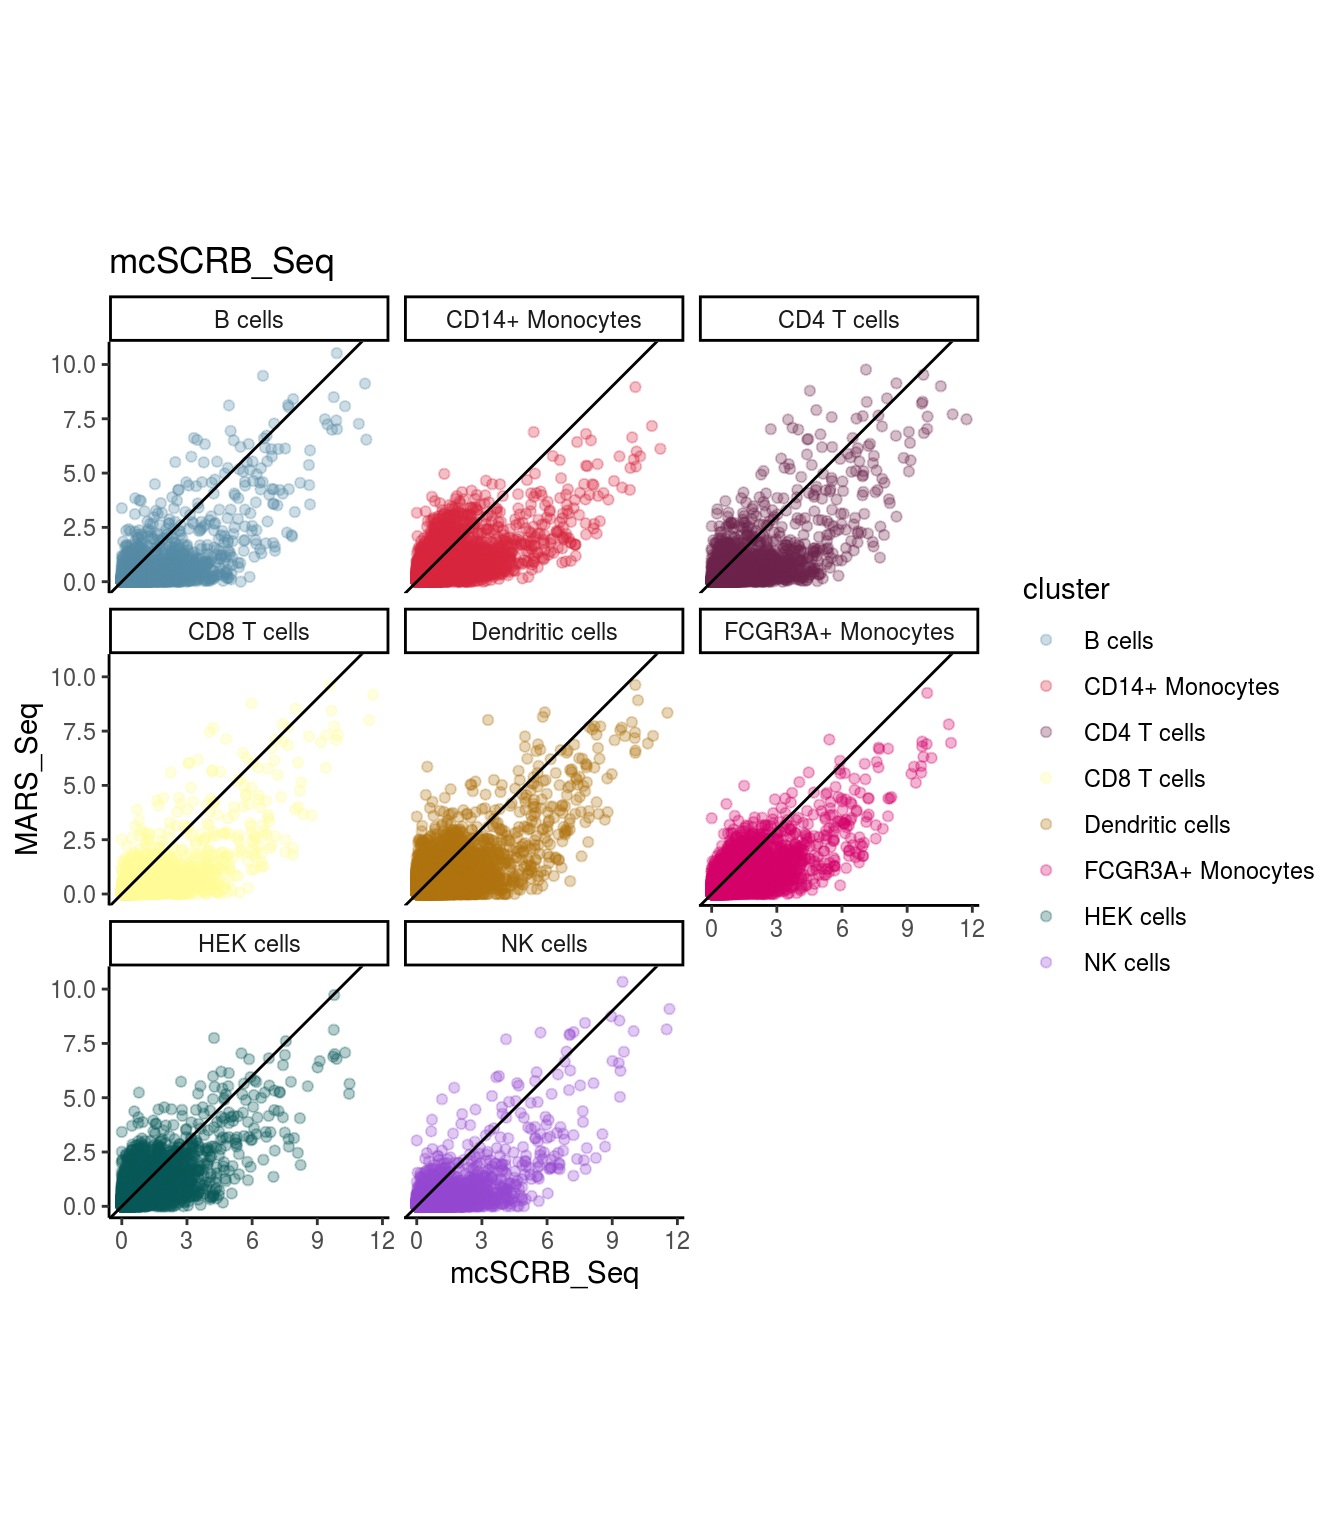 mcSCRB_Seq
B cells
CD14+ Monocytes
CD4 T cells
10.0
7.5
5.0
2.5
0.0
CD8 T cells
Dendritic cells
FCGR3A+ Monocytes
10.0
7.5
5.0
2.5
0.0
0 3 6 9 12
HEK cells
NK cells
10.0
7.5
5.0
2.5
0.0
0 3 6 9 12
0 3 6 9 12
mcSCRB_Seq
MARS_Seq
cluster
B cells
CD14+ Monocytes
CD4 T cells
CD8 T cells
Dendritic cells
FCGR3A+ Monocytes
HEK cells
NK cells